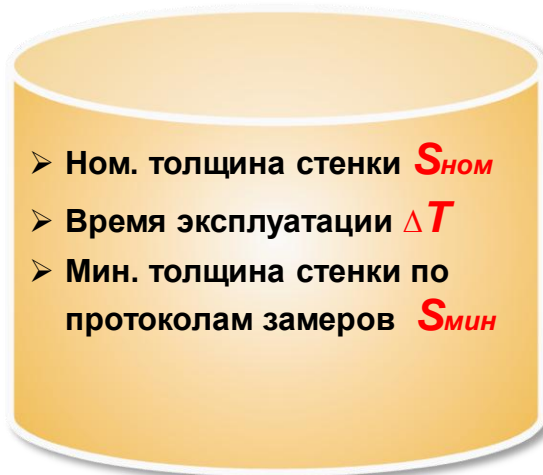 ➢ Ном. толщина стенки Sном
➢ Время эксплуатации ΔT
➢ Мин. толщина стенки по
протоколам замеров Sмин